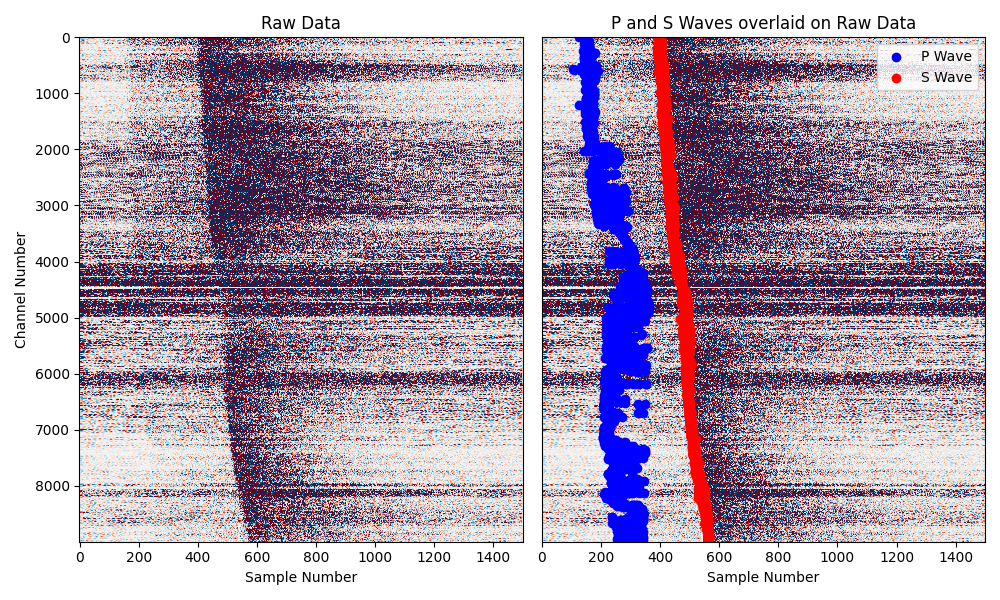 Raw Data
Channel Number
0
1000
2000
3000
4000
5000
6000
7000
8000
0 200 400 600 800 1000 1200 1400
Sample Number
P and S Waves overlaid on Raw Data
P Wave
S Wave
0 200 400 600 800 1000 1200 1400
Sample Number